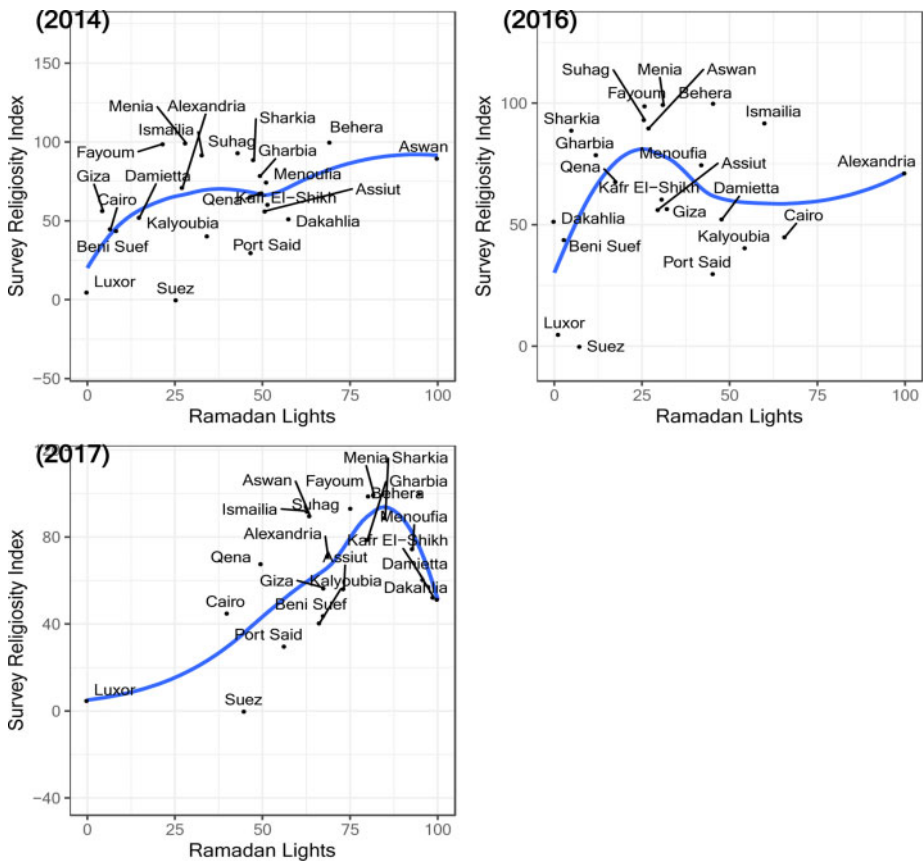 (2014)
Survey Religiosity Index
150
100
50
0
−50
Menia
Alexandria
Ismailia
Sharkia
Suhag
Behera
Fayoum
Aswan
Gharbia
Giza
Damietta
Menoufia
Cairo
Qena
Kafr El-Shikh
Assiut
Beni Suef
Kalyoubia
Dakahlia
Port Said
Luxor
Suez
0 25 50 75 100
Ramadan Lights
(2016)
Survey Religiosity Index
100
50
0
Suhag
Menia
Aswan
Fayoum
Behera
Sharkia
Ismailia
Gharbia
Menoufia
Assiut
Alexandria
Qena
Kafr El-Shikh
Damietta
Dakahlia
Giza
Cairo
Beni Suef
Kalyoubia
Port Said
Luxor
Suez
0 25 50 75 100
Ramadan Lights
(2017)
Survey Religiosity Index
80
40
0
−40
Menia
Sharkia
Aswan
Fayoum
Gharbia
Behera
Ismailia
Suhag
Menoufia
Alexandria
Kafr El-Shikh
Qena
Assiut
Damietta
Giza
Kalyoubia
Dakahlia
Cairo
Beni Suef
Port Said
Luxor
Suez
0 25 50 75 100
Ramadan Lights